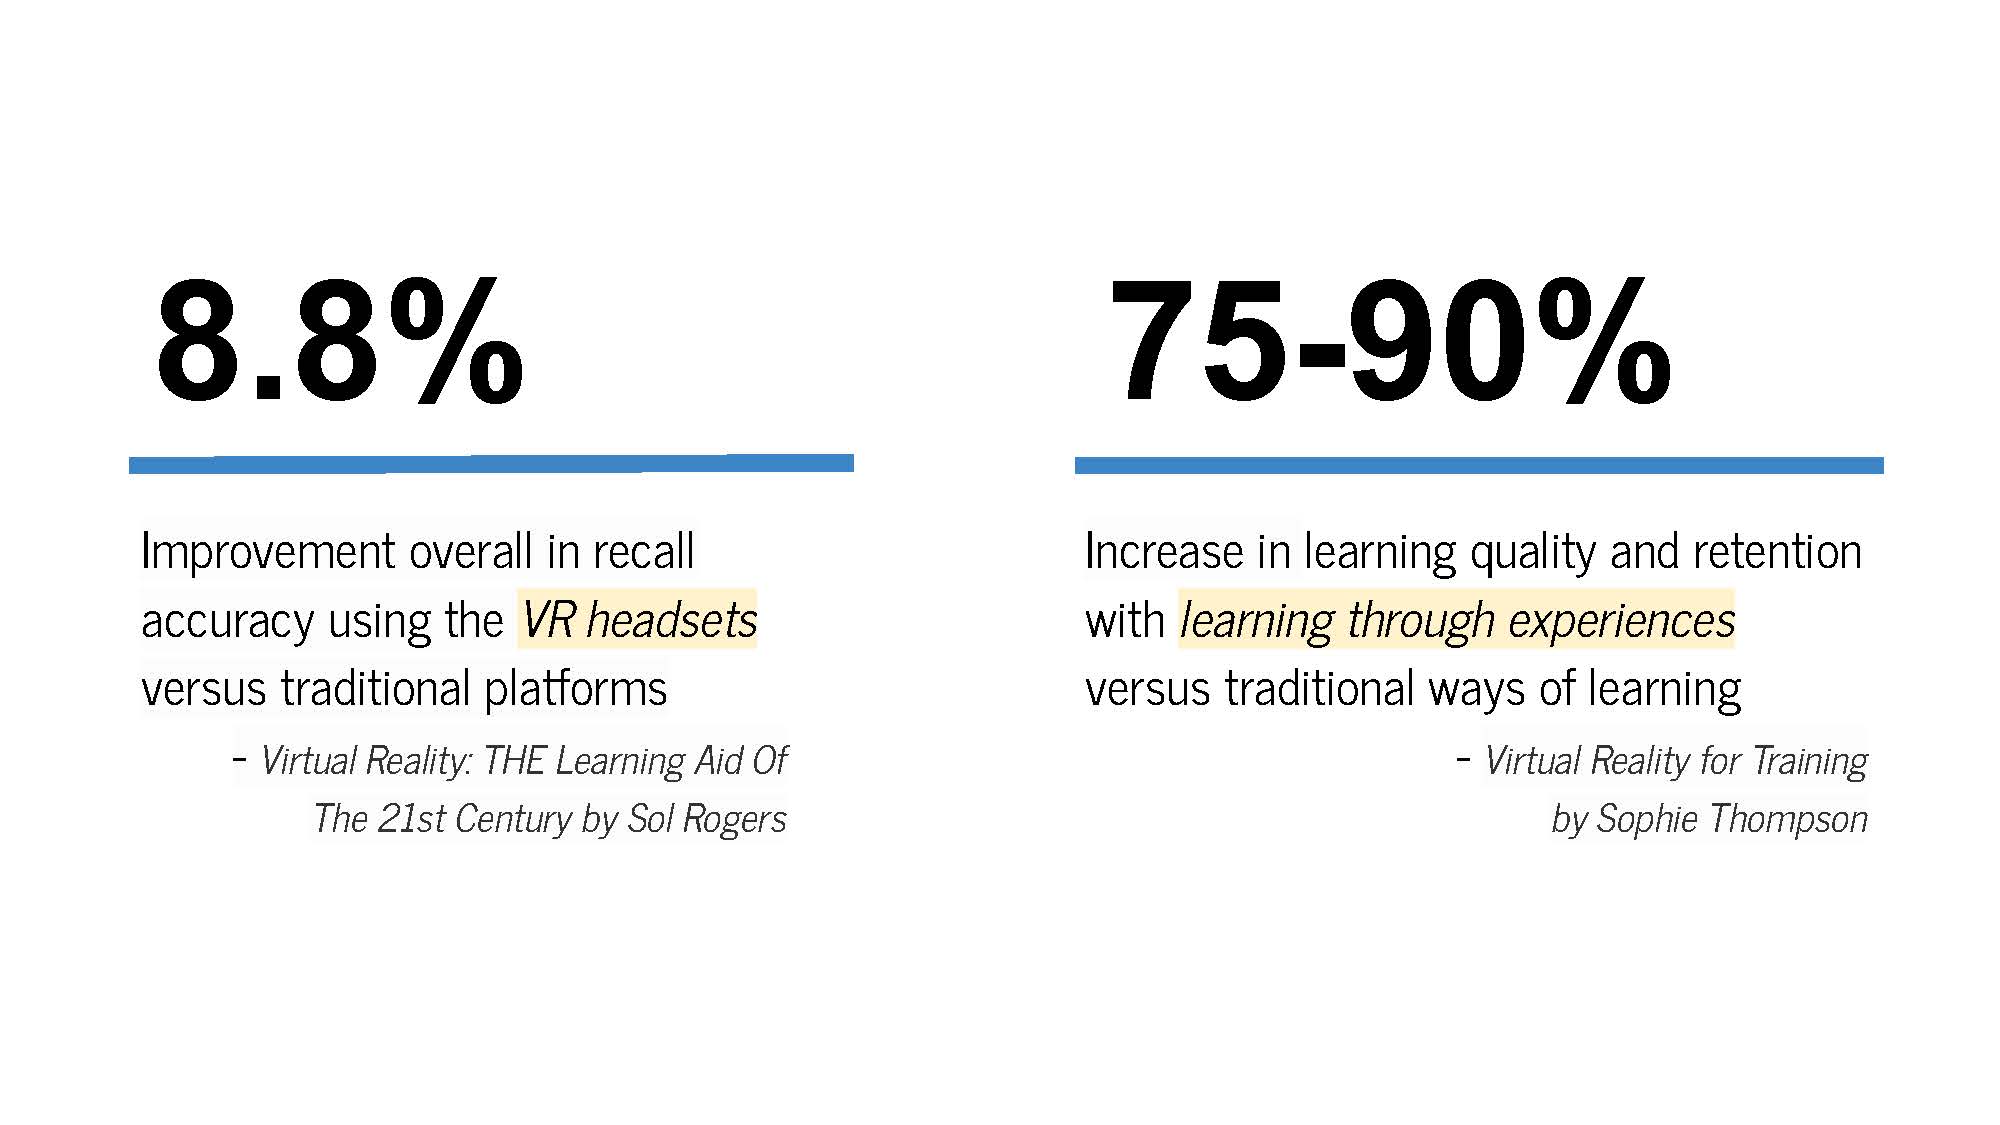 8.8%
Improvement overall in recall
accuracy using the VR headsets
versus traditional platforms
- Virtual Reality: THE Learning Aid Of
The 21st Century by Sol Rogers
75-90%
Increase in learning quality and retention
with learning through experiences
versus traditional ways of learning
- Virtual Reality for Training
by Sophie Thompson